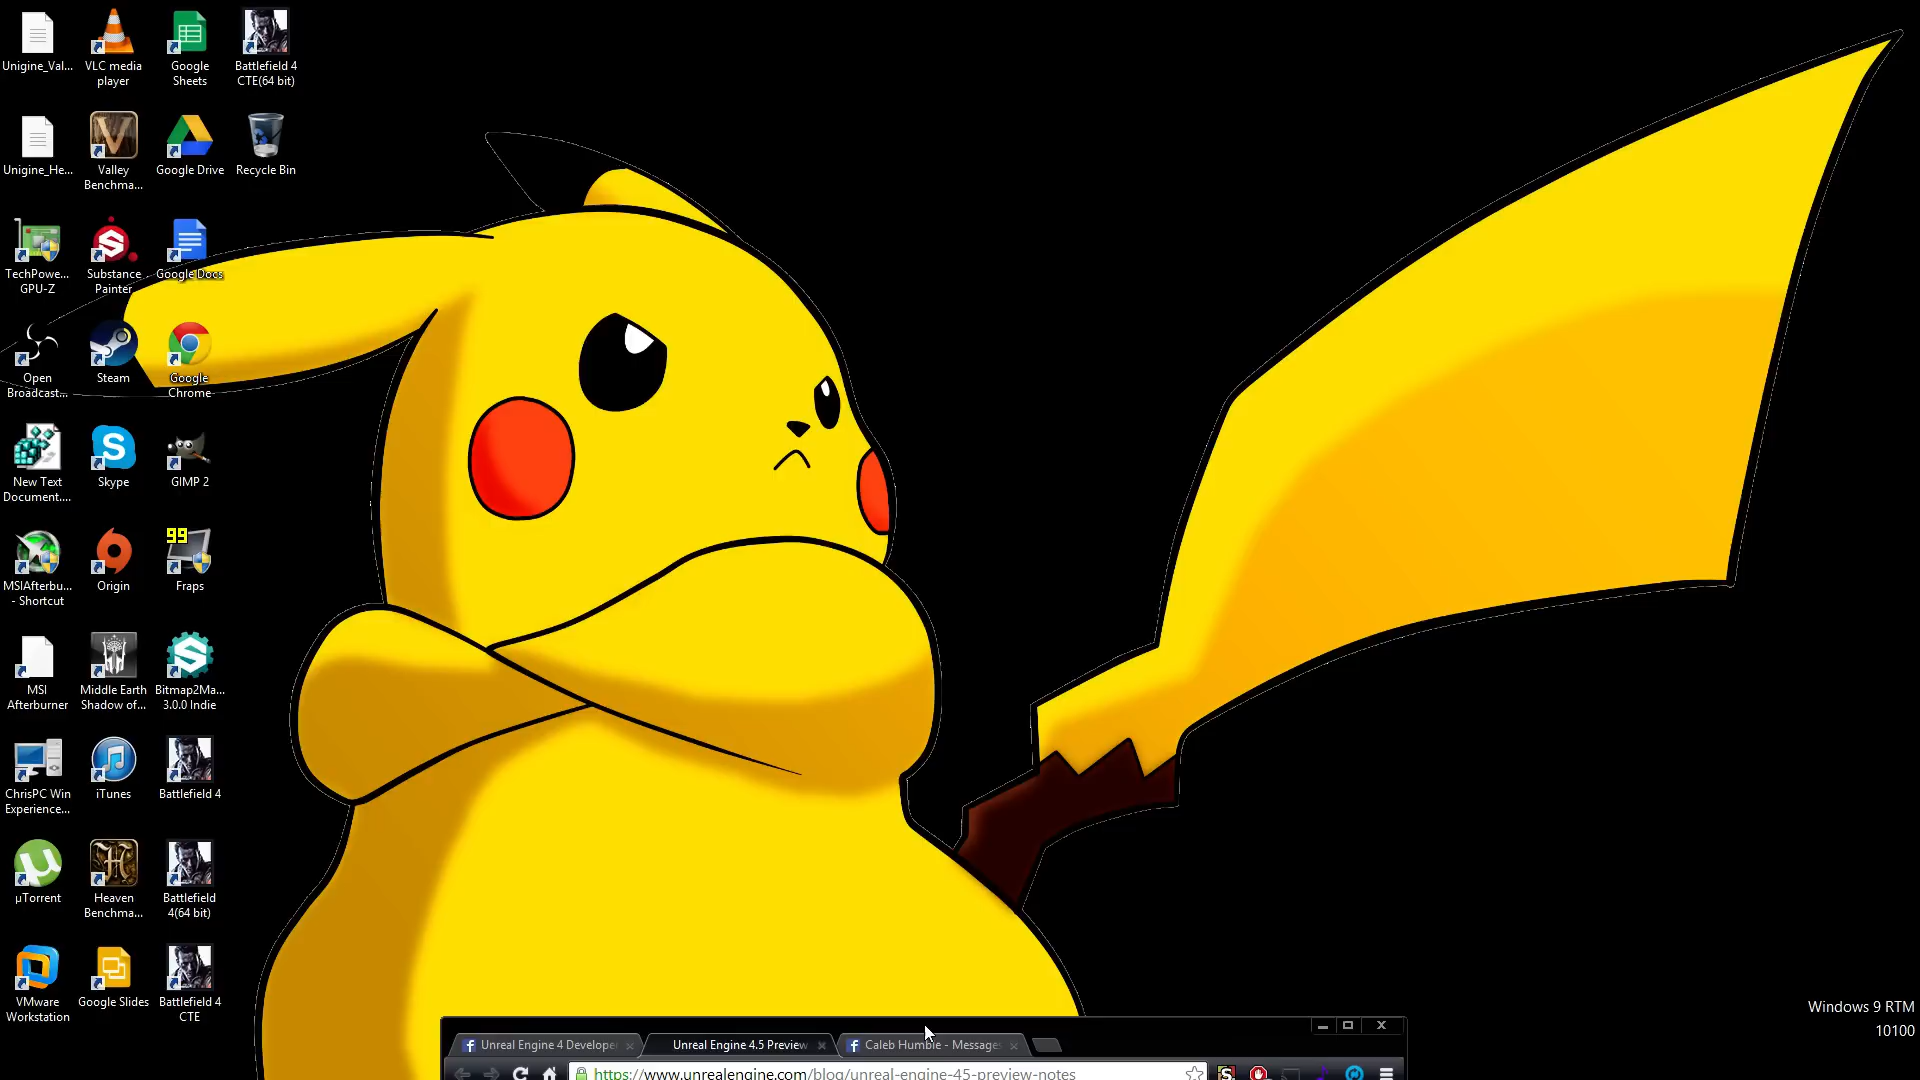 Unigine_Val...
VLC media
player
Google
Sheets
Battlefield 4
CTE(64 bit)
Unigine_He...
Valley
Benchma...
Google Drive
Recycle Bin
TechPowe...
GPU-Z
Substance
Painter
Google Docs
Open
Broadcast...
Steam
Google
Chrome
New Text
Document....
Skype
GIMP 2
MSIAfterbu...
- Shortcut
Origin
99
Fraps
MSI
Afterburner
Middle Earth
Shadow of...
Bitmap2Ma...
3.0.0 Indie
ChrisPC Win
Experience...
iTunes
Battlefield 4
µTorrent
Heaven
Benchma...
Battlefield
4(64 bit)
VMware
Workstation
Google Slides
Battlefield 4
CTE
Windows 9 RTM
10100
Unreal Engine 4 Develope
Unreal Engine 4.5 Preview
Caleb Humble - Messages
https://www.unrealengine.com/blog/unreal-engine-45-preview-notes